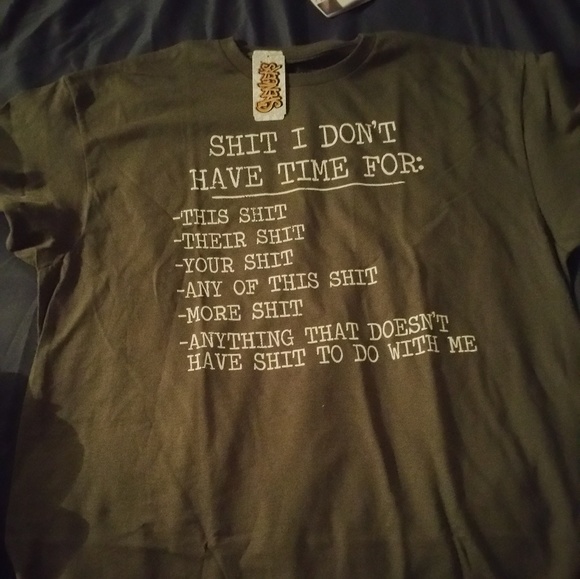 Spencer's
SHIT I DON'T
HAVE TIME FOR:
-THIS SHIT
-THEIR SHIT
-YOUR SHIT
-ANY OF THIS SHIT
-MORE SHIT
-ANYTHING THAT DOESN'T
HAVE SHIT TO DO WITH ME